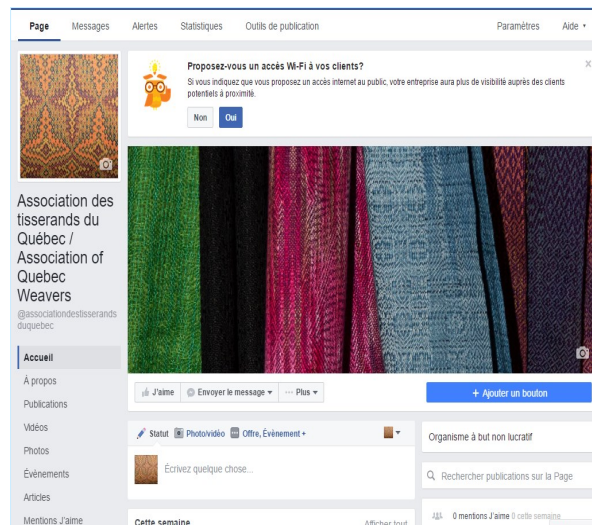 Page Messages Alertes Statistiques Outils de publication Paramètres Aide
Proposez-vous un accès Wi-Fi à vos clients?
Si vous indiquez que vous proposez un accès internet au public, votre entreprise aura plus de visibilité auprès des clients
potentiels à proximité.
Non Oui
Association des
tisserands du
Québec /
Association of
Quebec
Weavers
@associationdestisserands
duquebec
Accueil
À propos
Publications
Vidéos
Photos
Évènements
Articles
Mentions J'aime
J'aime Envoyer le message Plus
+ Ajouter un bouton
Statut Photo/vidéo Offre, Évènement +
Écrivez quelque chose...
Cette semaine Afficher tout
Organisme à but non lucratif
Rechercher publications sur la Page
0 mentions J'aime 0 cette semaine